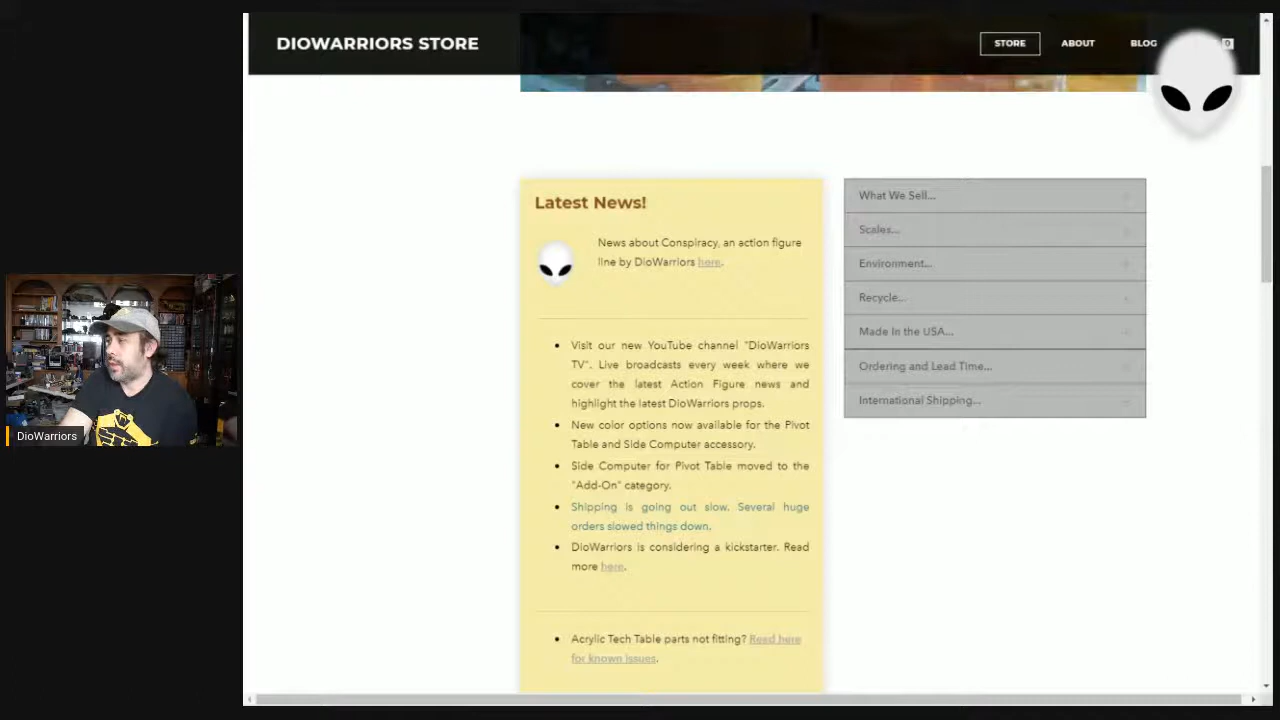 DIOWARRIORS STORE
STORE
ABOUT
BLOG
0
Latest News!
News about Conspiracy, an action figure
line by DioWarriors here.
Visit our new YouTube channel "DioWarriors
TV". Live broadcasts every week where we
cover the latest Action Figure news and
highlight the latest DioWarriors props.
New color options now available for the Pivot
Table and Side Computer accessory.
Side Computer for Pivot Table moved to the
"Add-On" category.
Shipping is going out slow. Several huge
orders slowed things down.
DioWarriors is considering a kickstarter. Read
more here.
Acrylic Tech Table parts not fitting? Read here
for known issues.
What We Sell...
Scales...
Environment...
Recycle...
Made In the USA...
Ordering and Lead Time...
International Shipping...
DioWarriors